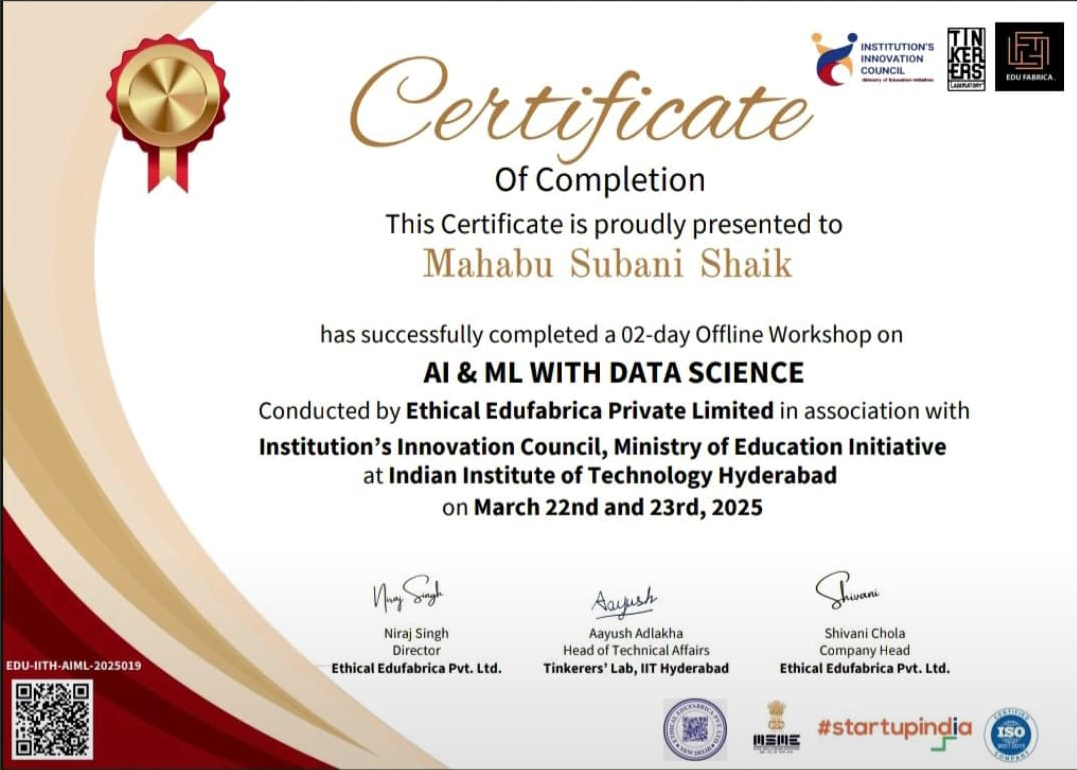 INSTITUTION'S
INNOVATION
COUNCIL
(Ministry of Education Initiative)
TIN
KER
ERS
LABORATORY
EDU FABRICA
Certificate
Of Completion
This Certificate is proudly presented to
Mahabu Subani Shaik
has successfully completed a 02-day Offline Workshop on
AI & ML WITH DATA SCIENCE
Conducted by Ethical Edufabrica Private Limited in association with
Institution's Innovation Council, Ministry of Education Initiative
at Indian Institute of Technology Hyderabad
on March 22nd and 23rd, 2025
Niraj Singh
Aayush
Shivani
Niraj Singh
Director
Ethical Edufabrica Pvt. Ltd.
Aayush Adlakha
Head of Technical Affairs
Tinkerers' Lab, IIT Hyderabad
Shivani Chola
Company Head
Ethical Edufabrica Pvt. Ltd.
EDU-IITH-AIML-2025019
ETHICAL EDUFABRICA PVT. LTD.
NEW DELHI
MSME
#startupindia
CERTIFIED
ISO
COMPANY